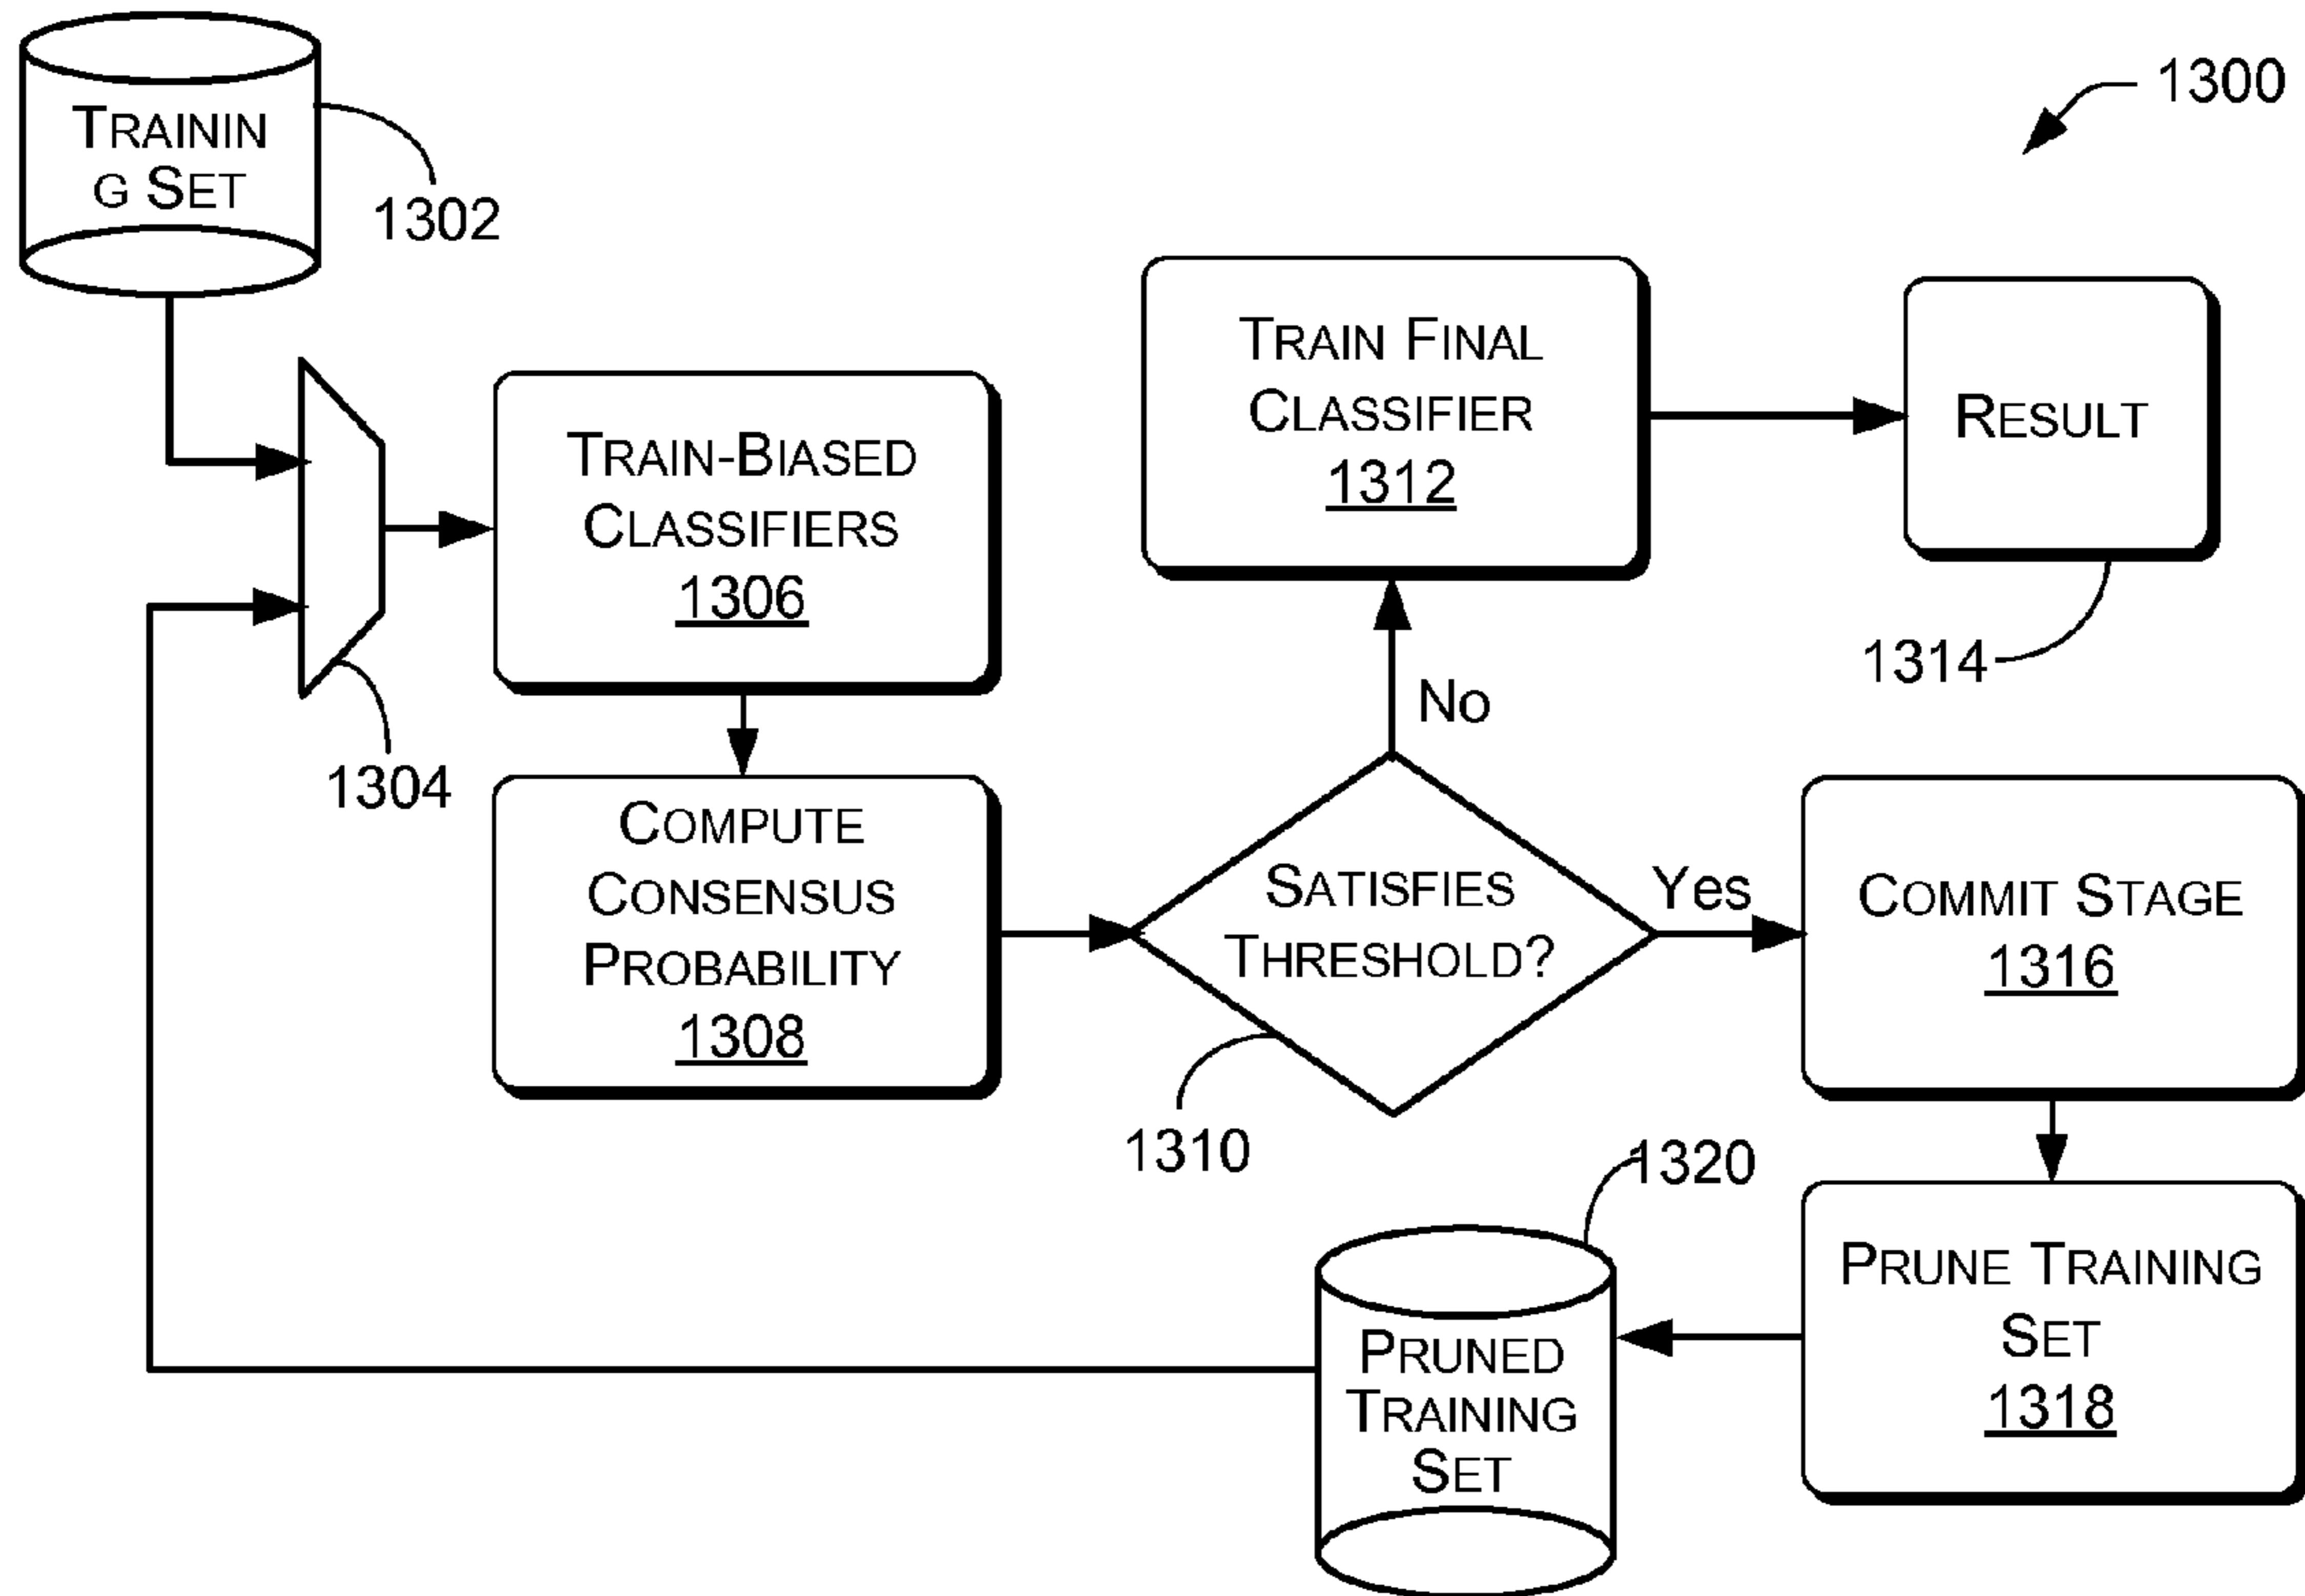 TRAININ
G SET
1302
1300
1304
TRAIN-BIASED
CLASSIFIERS
1306
COMPUTE
CONSENSUS
PROBABILITY
1308
TRAIN FINAL
CLASSIFIER
1312
RESULT
1314
No
SATISFIES
THRESHOLD?
1310
Yes
COMMIT STAGE
1316
PRUNE TRAINING
SET
1318
1320
PRUNED
TRAINING
SET